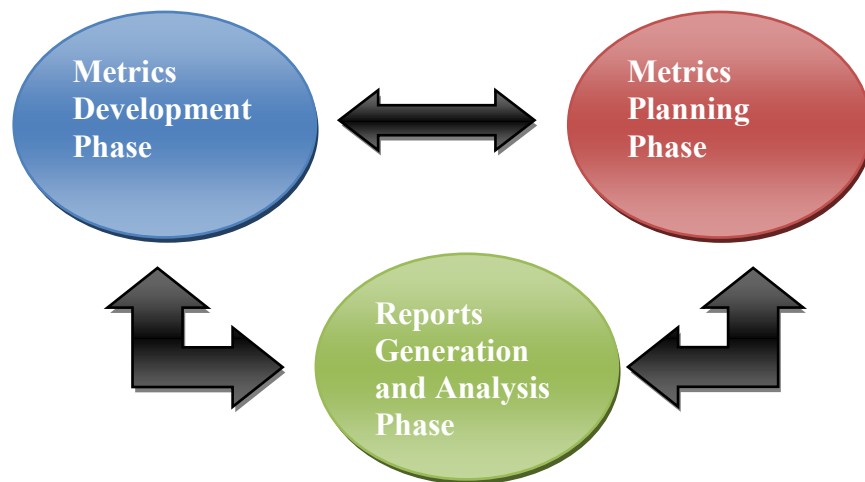 Metrics
Development
Phase
Metrics
Planning
Phase
Reports
Generation
and Analysis
Phase